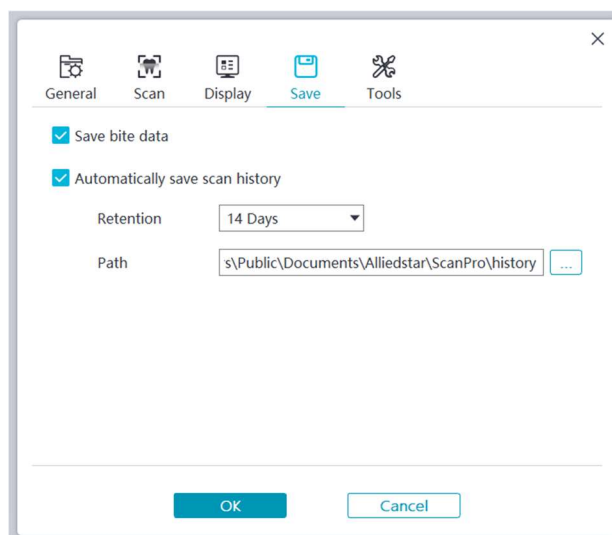 General Scan Display Save Tools
Save bite data
Automatically save scan history
Retention 14 Days
Path s\Public\Documents\Alliedstar\ScanPro\history ...
OK Cancel